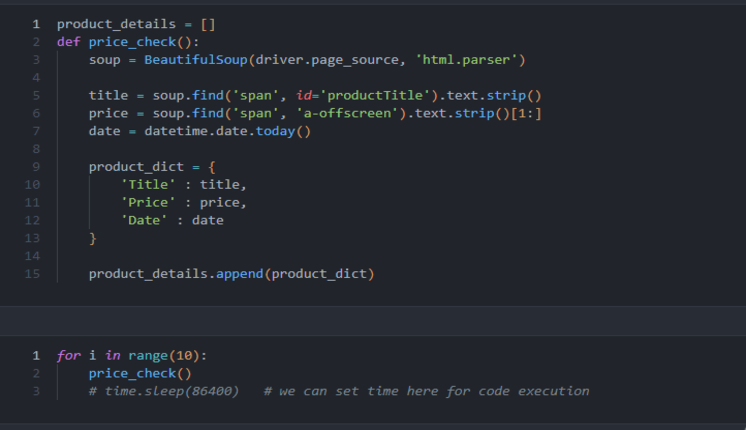 1 product_details = []
2 def price_check():
3 soup = BeautifulSoup(driver.page_source, 'html.parser')
4
5 title = soup.find('span', id='productTitle').text.strip()
6 price = soup.find('span', 'a-offscreen').text.strip()[1:]
7 date = datetime.date.today()
8
9 product_dict = {
10 'Title' : title,
11 'Price' : price,
12 'Date' : date
13 }
14
15 product_details.append(product_dict)
1 for i in range(10):
2 price_check()
3 # time.sleep(86400) # we can set time here for code execution